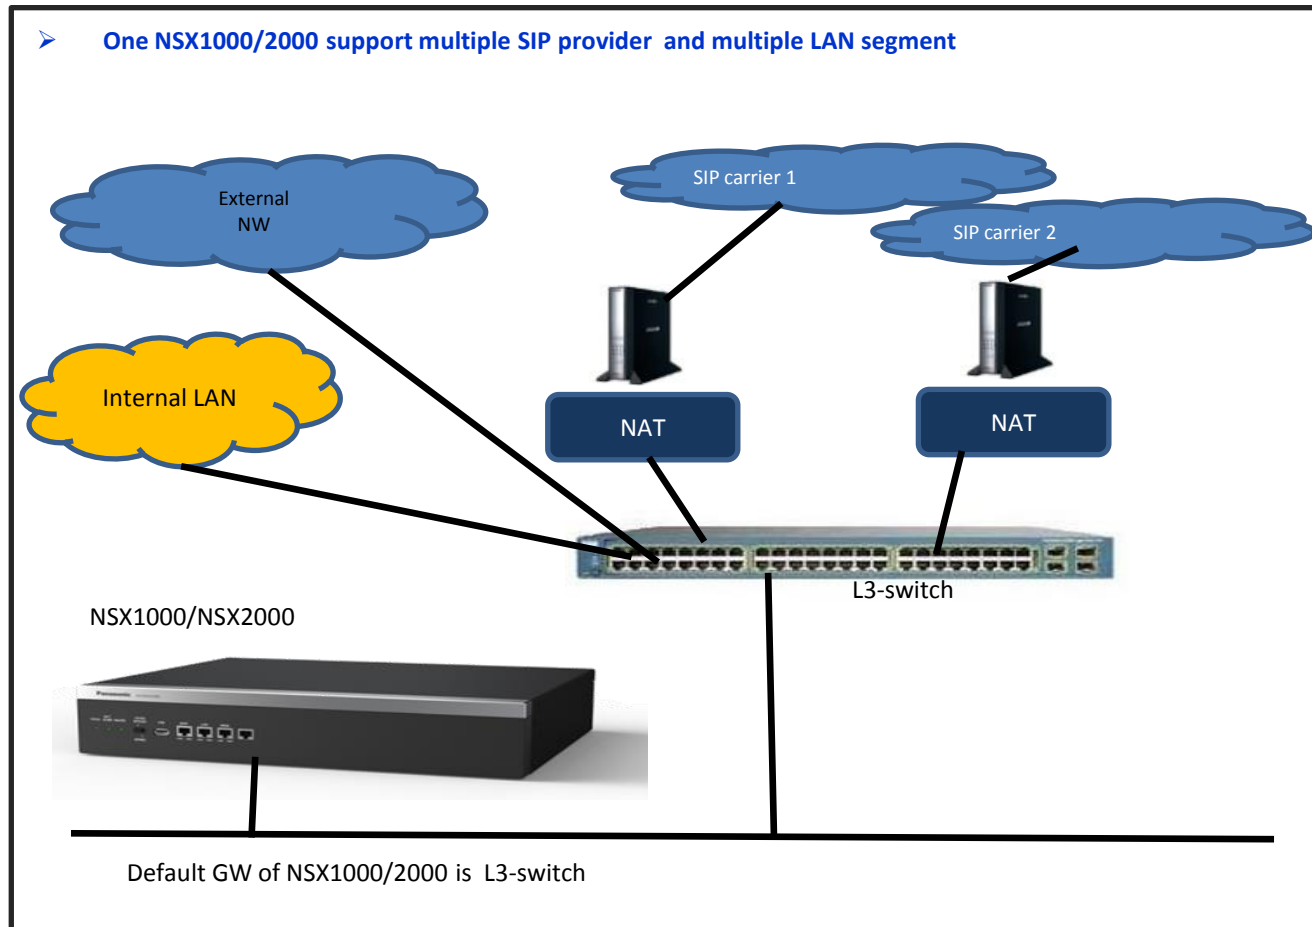 ➢ One NSX1000/2000 support multiple SIP provider and multiple LAN segment
External
NW
SIP carrier 1
SIP carrier 2
Internal LAN
NAT
NAT
L3-switch
NSX1000/NSX2000
Panasonic
Default GW of NSX1000/2000 is L3-switch